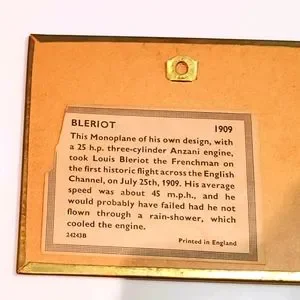 BLERIOT 1909
This Monoplane of his own design, with
a 25 h.p. three-cylinder Anzani engine,
took Louis Bleriot the Frenchman on
the first historic flight across the English
Channel, on July 25th, 1909. His average
speed was about 45 m.p.h., and he
would probably have failed had he not
flown through a rain-shower, which
cooled the engine.
24243B Printed in England